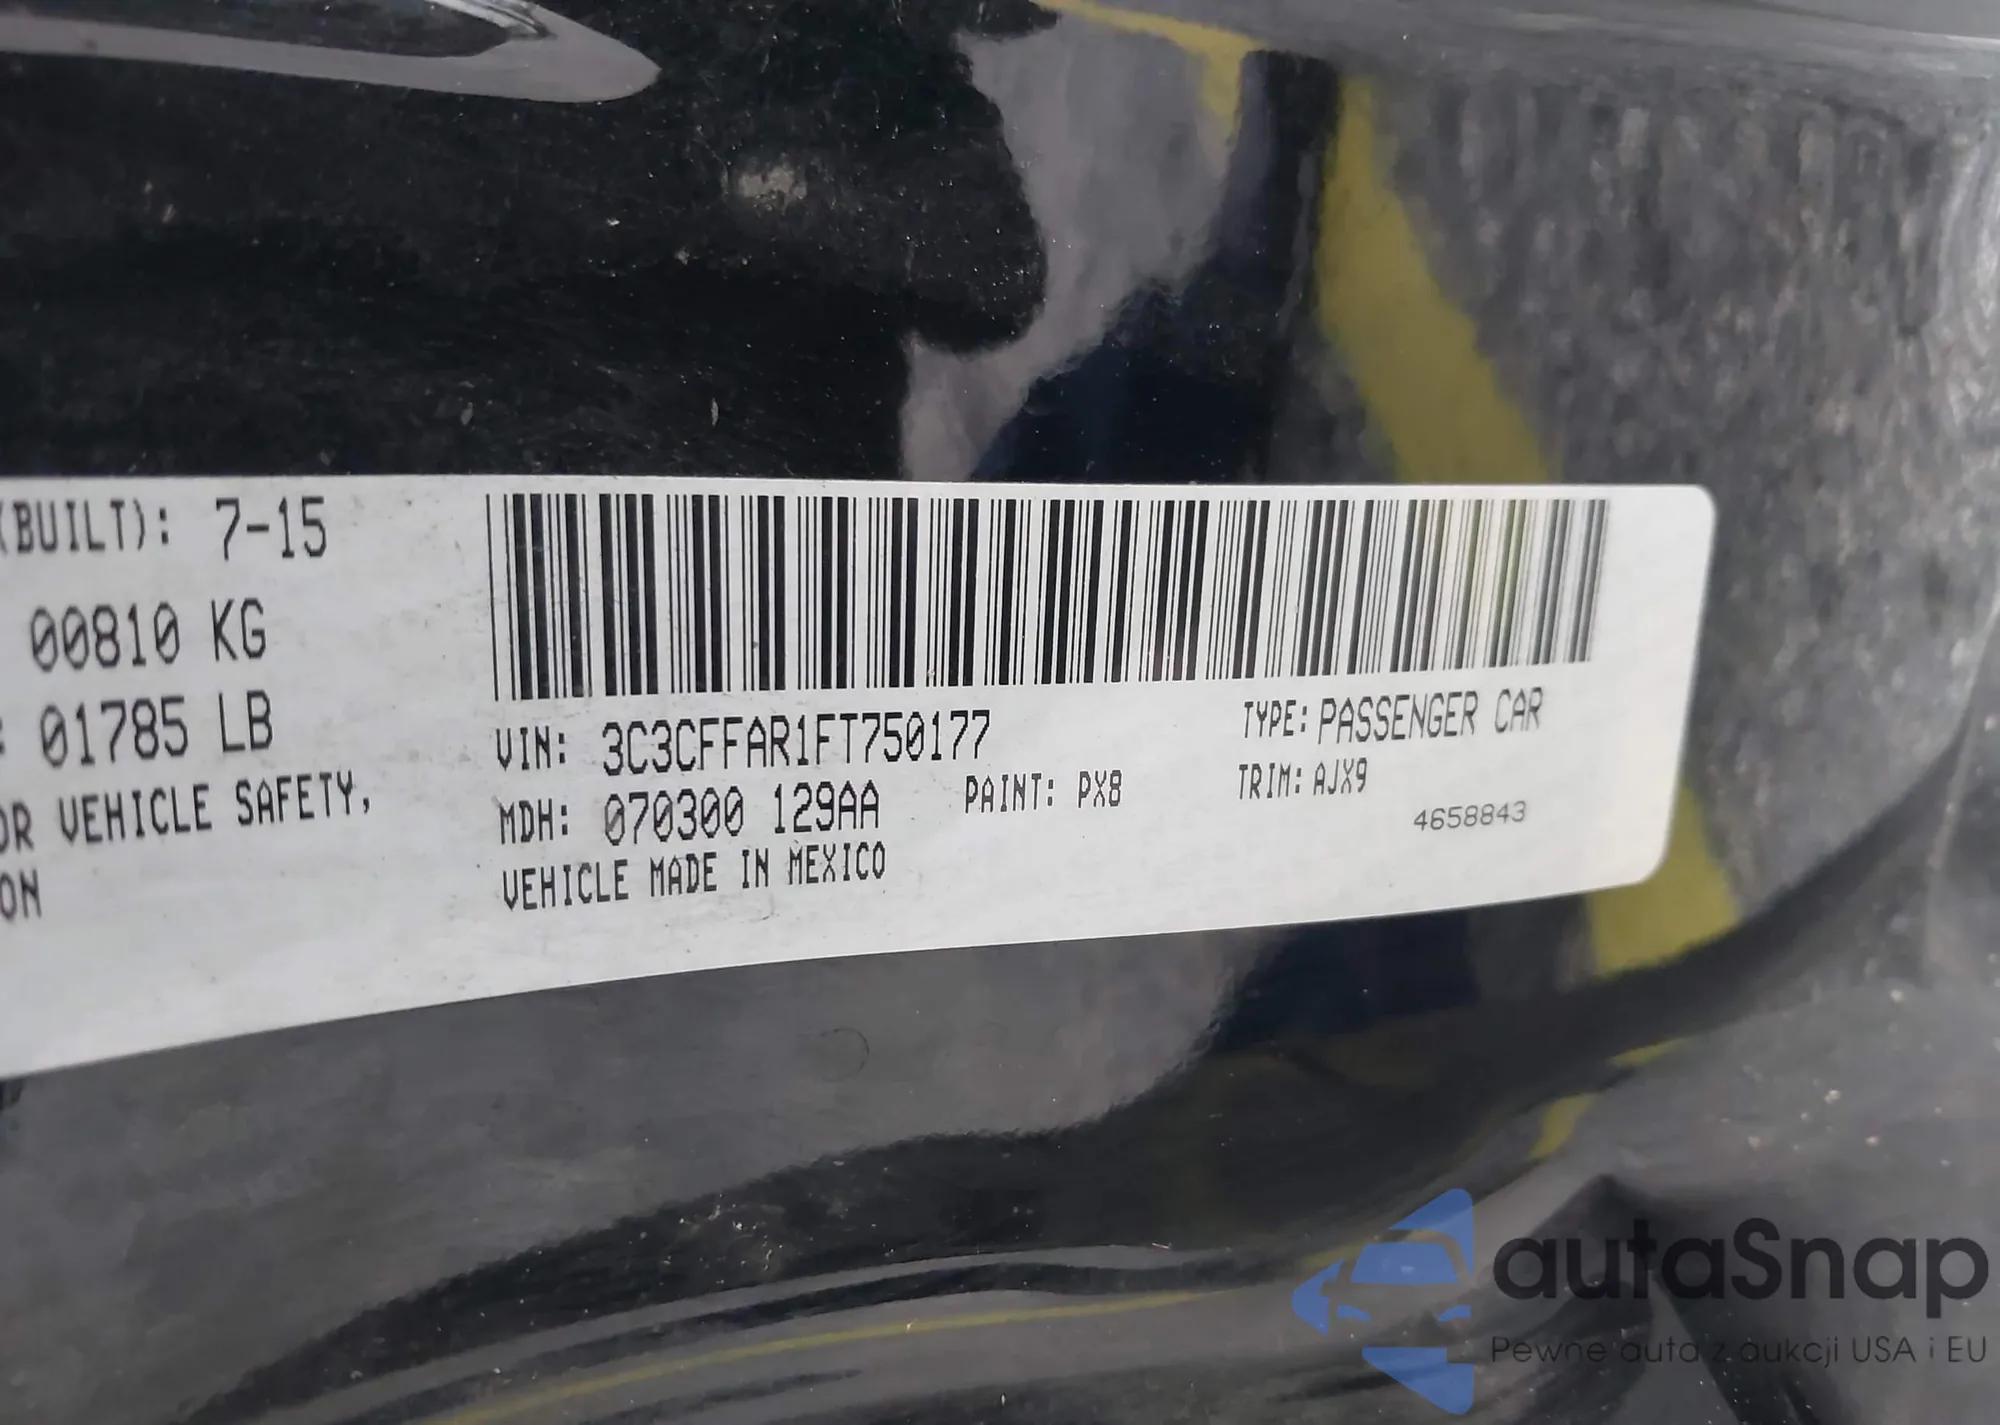 (BUILT): 7-15
00810 KG
01785 LB
OR VEHICLE SAFETY,
ON
VIN: 3C3CFFAR1FT750177
TYPE: PASSENGER CAR
MDH: 070300 129AA
PAINT: PX8
TRIM: AJX9
VEHICLE MADE IN MEXICO
4658843
autaSnap
Pewne auta z aukcji USA i EU